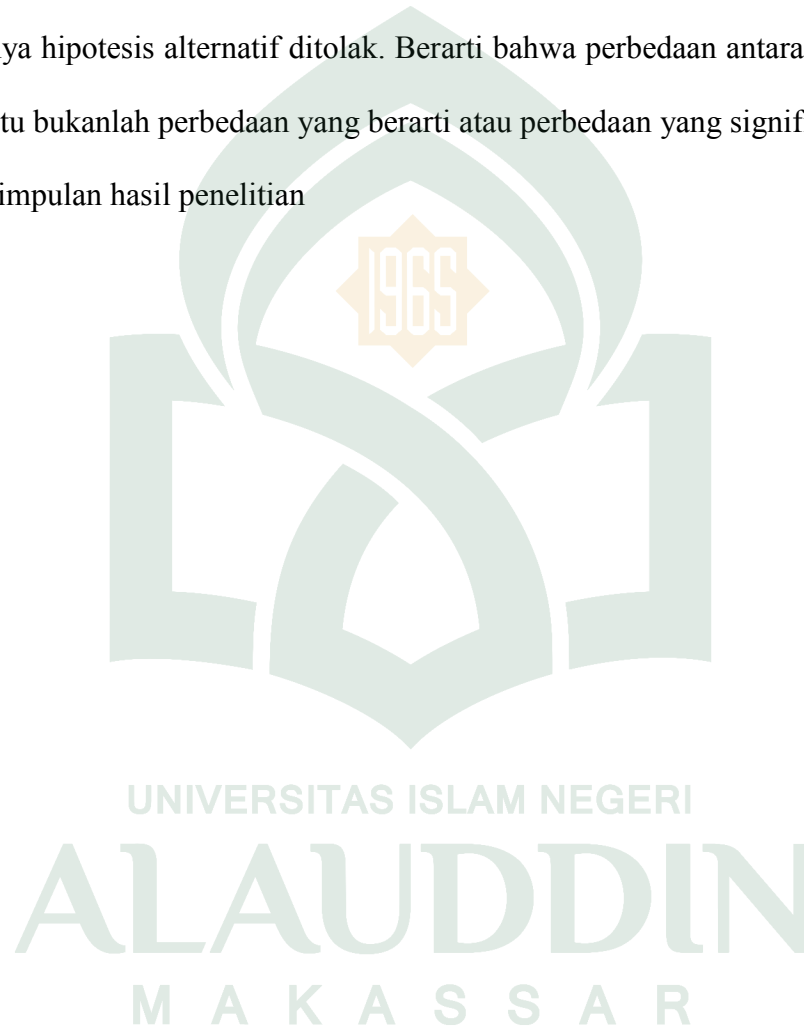 ya hipotesis alternatif ditolak. Berarti bahwa perbedaan antara
tu bukanlah perbedaan yang berarti atau perbedaan yang signif
impulan hasil penelitian
1965
UNIVERSITAS ISLAM NEGERI
ALAUDDIN
MAKASSAR